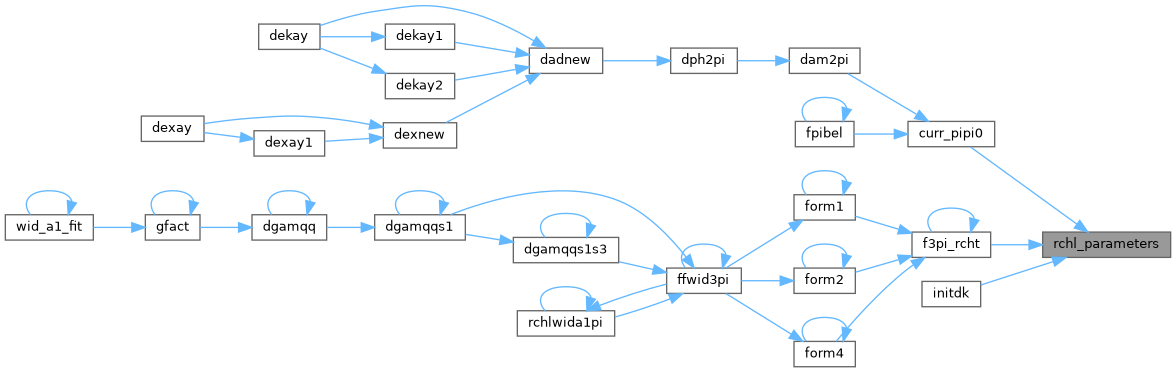 dekay
dekay1
dadnew
dph2pi
dam2pi
dekay2
dexay
dexnew
fpibel
curr_pipi0
dexay1
form1
wid_a1_fit
gfact
dgamqq
dgamqqs1
dgamqqs1s3
f3pi_rcht
rchl_parameters
ffwid3pi
form2
initdk
rchlwida1pi
form4